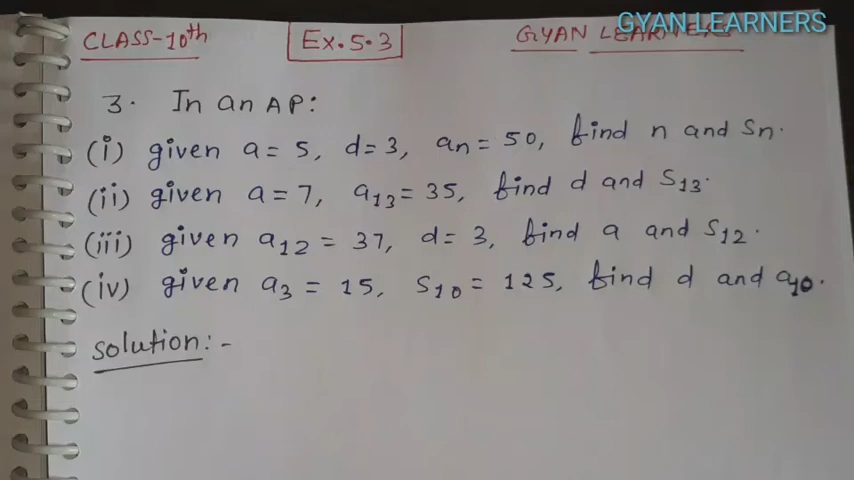 CLASS-10th Ex.5.3 GYAN LEARNERS
GYAN LEARNERS
3. In an AP:
(i) given a = 5, d = 3, an = 50, find n and Sn.
(ii) given a = 7, a13 = 35, find d and S13.
(iii) given a12 = 37, d = 3, find a and S12.
(iv) given a3 = 15, S10 = 125, find d and a10.
Solution:-